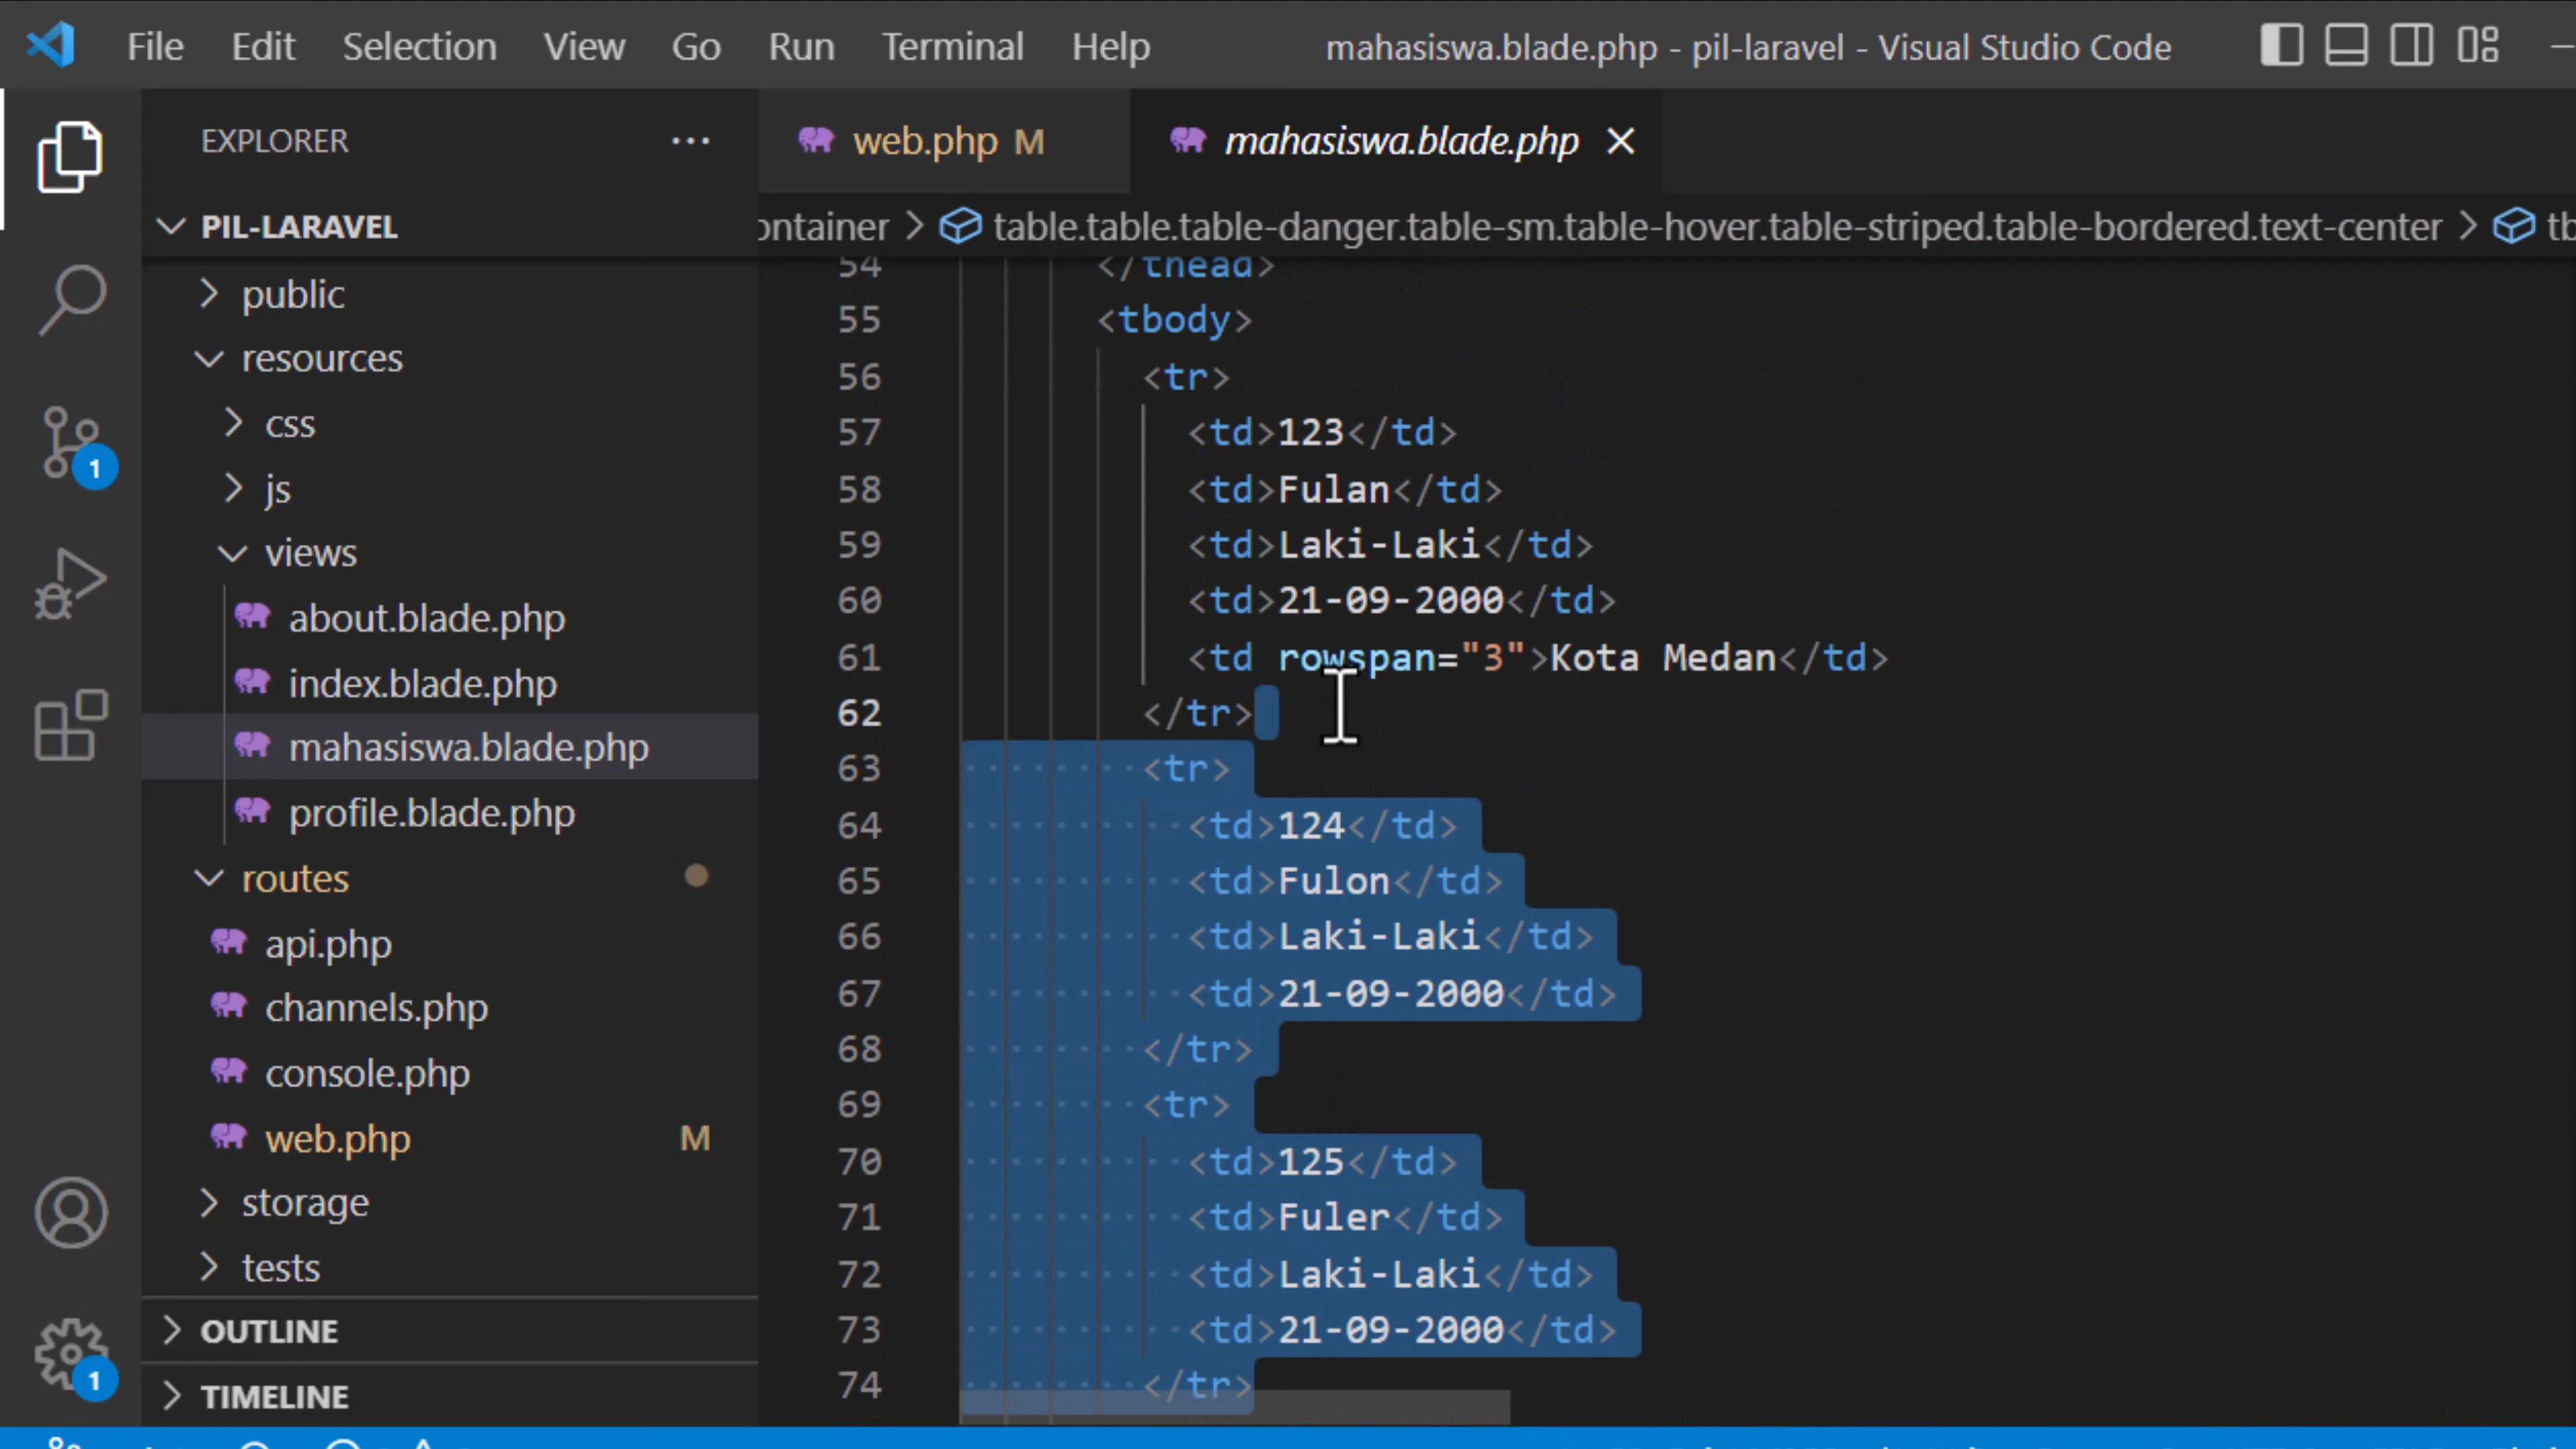 File Edit Selection View Go Run Terminal Help mahasiswa.blade.php - pil-laravel - Visual Studio Code
EXPLORER ···
web.php M
mahasiswa.blade.php
PIL-LARAVEL
ontainer > table.table.table-danger.table-sm.table-hover.table-striped.table-bordered.text-center > tb
public
resources
css
js
views
about.blade.php
index.blade.php
mahasiswa.blade.php
profile.blade.php
routes
api.php
channels.php
console.php
web.php M
storage
tests
OUTLINE
TIMELINE
1
1
54 </thead>
55 <tbody>
56 <tr>
57 <td>123</td>
58 <td>Fulan</td>
59 <td>Laki-Laki</td>
60 <td>21-09-2000</td>
61 <td rowspan="3">Kota Medan</td>
62 </tr>
63 <tr>
64 <td>124</td>
65 <td>Fulon</td>
66 <td>Laki-Laki</td>
67 <td>21-09-2000</td>
68 </tr>
69 <tr>
70 <td>125</td>
71 <td>Fuler</td>
72 <td>Laki-Laki</td>
73 <td>21-09-2000</td>
74 </tr>